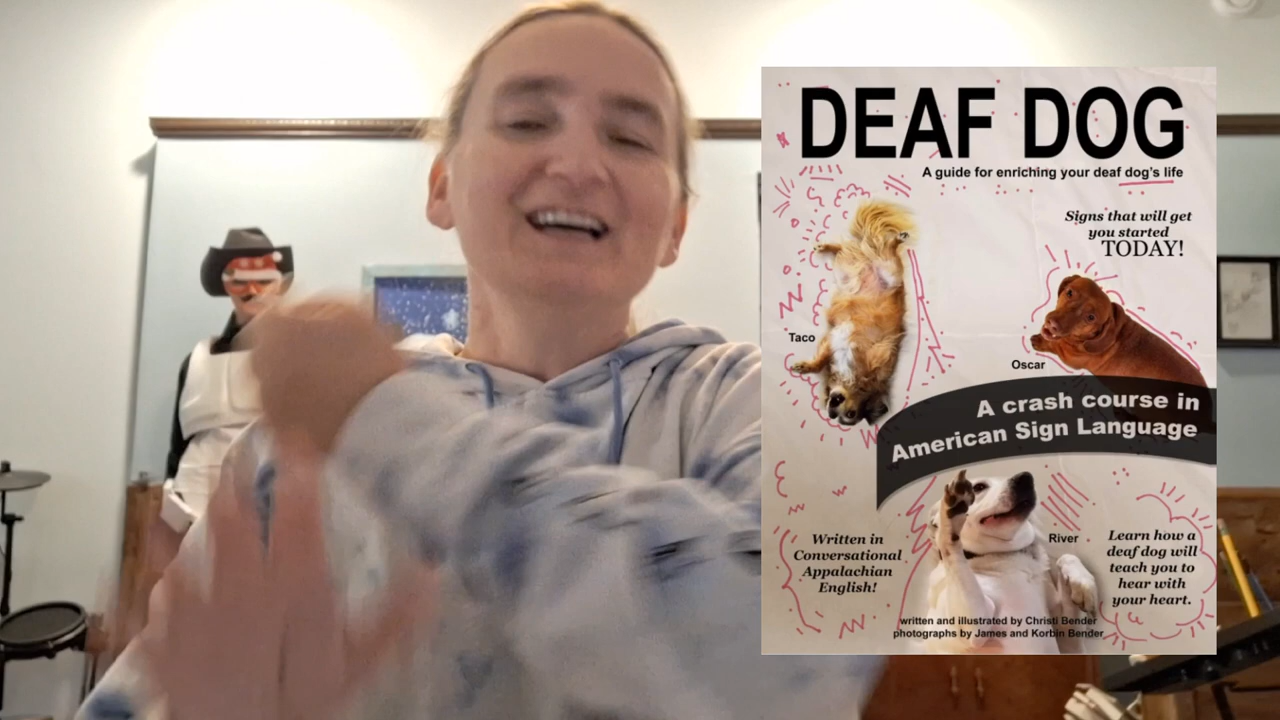 DEAF DOG
A guide for enriching your deaf dog's life
Signs that will get
you started
TODAY!
Taco
Oscar
A crash course in
American Sign Language
River
Written in
Conversational
Appalachian
English!
Learn how a
deaf dog will
teach you to
hear with
your heart.
written and illustrated by Christi Bender
photographs by James and Korbin Bender